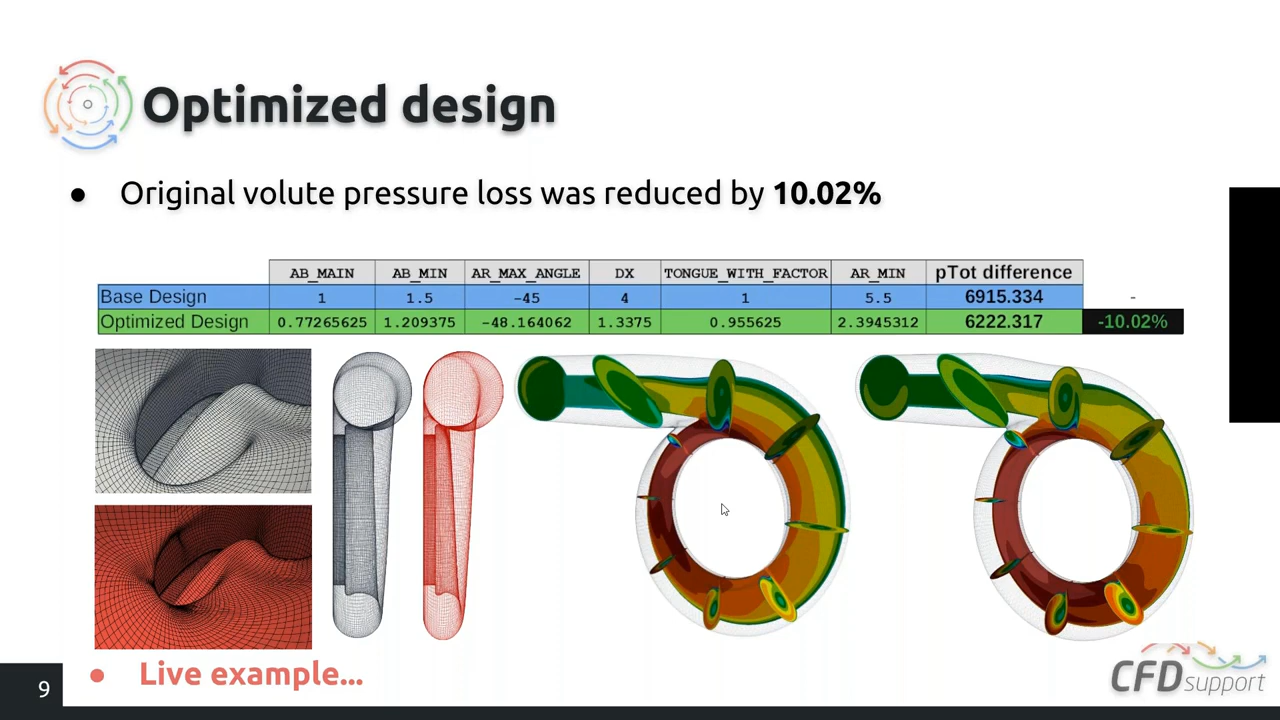 Optimized design
● Original volute pressure loss was reduced by 10.02%
AB_MAIN AB_MIN AR_MAX_ANGLE DX TONGUE_WITH_FACTOR AR_MIN pTot difference
Base Design 1 1.5 -45 4 1 5.5 6915.334 -
Optimized Design 0.77265625 1.209375 -48.164062 1.3375 0.955625 2.3945312 6222.317 -10.02%
● Live example...
9
CFDsupport